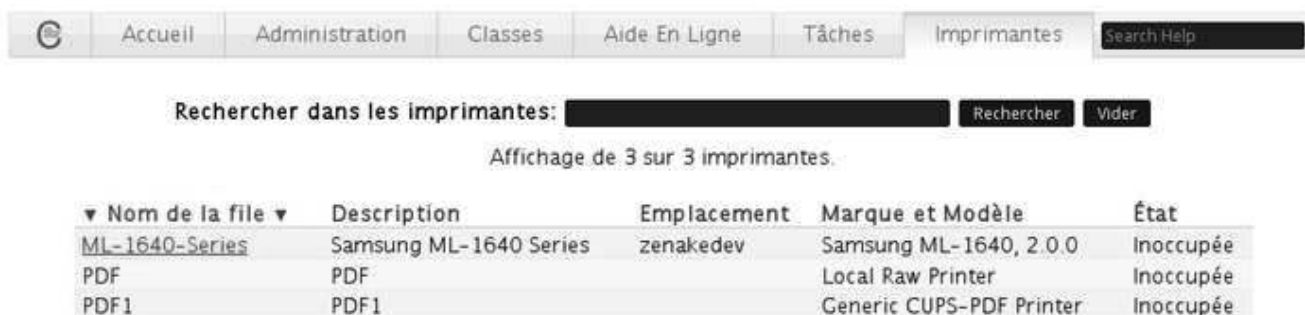 Accueil Administration Classes Aide En Ligne Tâches Imprimantes Search Help
Rechercher dans les imprimantes: Rechercher Vider
Affichage de 3 sur 3 imprimantes.
▼ Nom de la file ▼ Description Emplacement Marque et Modèle État
ML-1640-Series Samsung ML-1640 Series zenakedev Samsung ML-1640, 2.0.0 Inoccupée
PDF PDF Local Raw Printer Inoccupée
PDF1 PDF1 Generic CUPS-PDF Printer Inoccupée